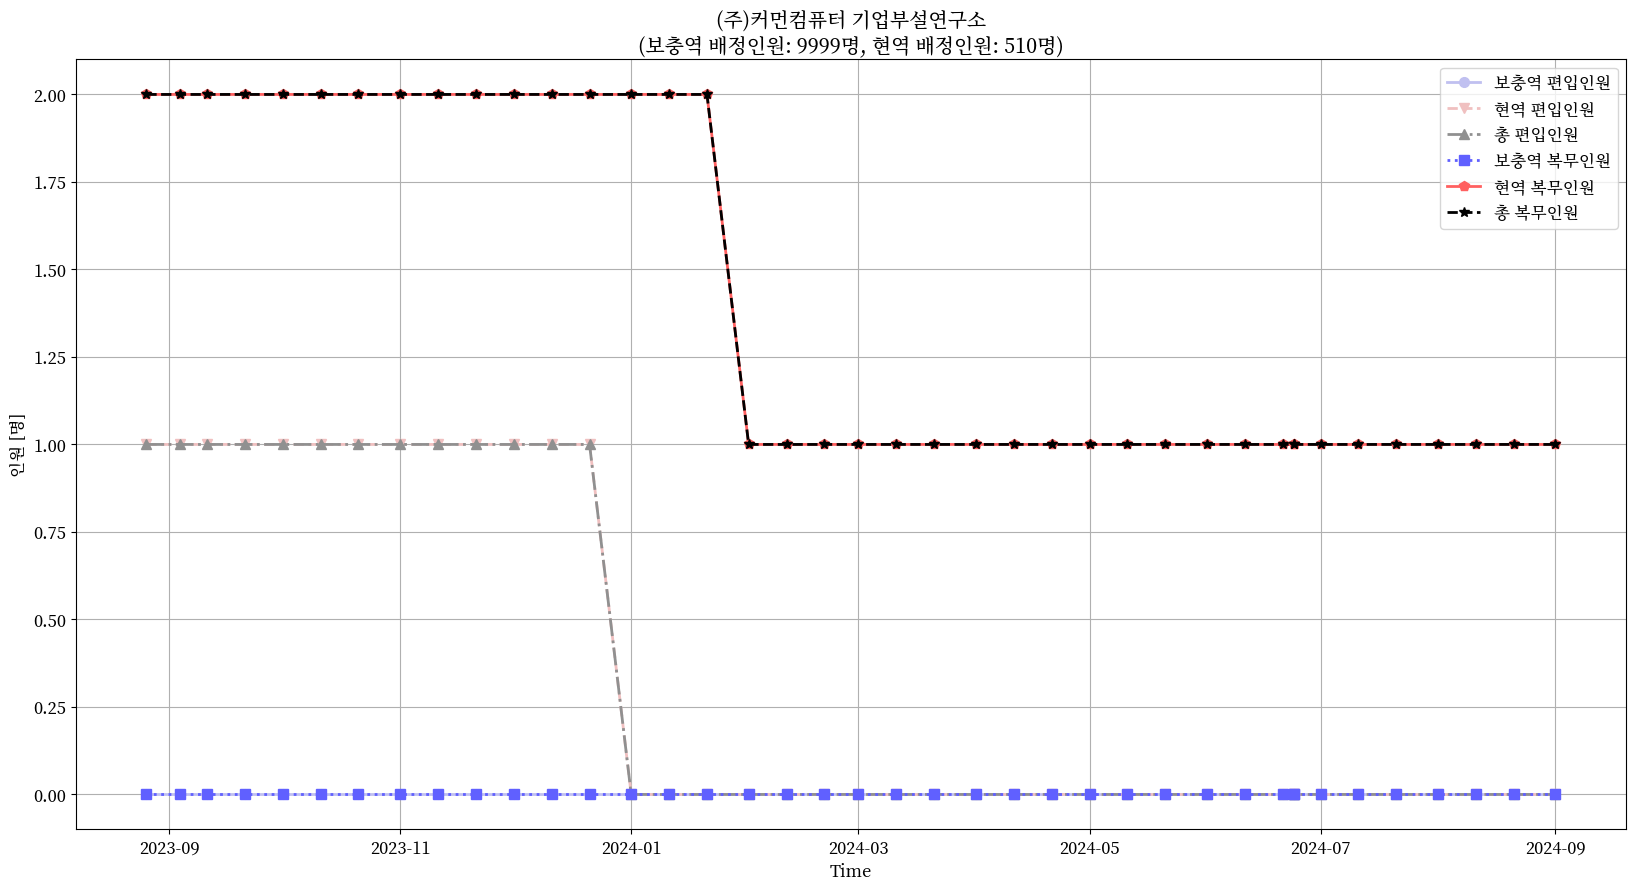 (주)커먼컴퓨터 기업부설연구소
(보충역 배정인원: 9999명, 현역 배정인원: 510명)
보충역 편입인원
현역 편입인원
총 편입인원
보충역 복무인원
현역 복무인원
총 복무인원
인원 [명]
2.00
1.75
1.50
1.25
1.00
0.75
0.50
0.25
0.00
2023-09
2023-11
2024-01
2024-03
2024-05
2024-07
2024-09
Time